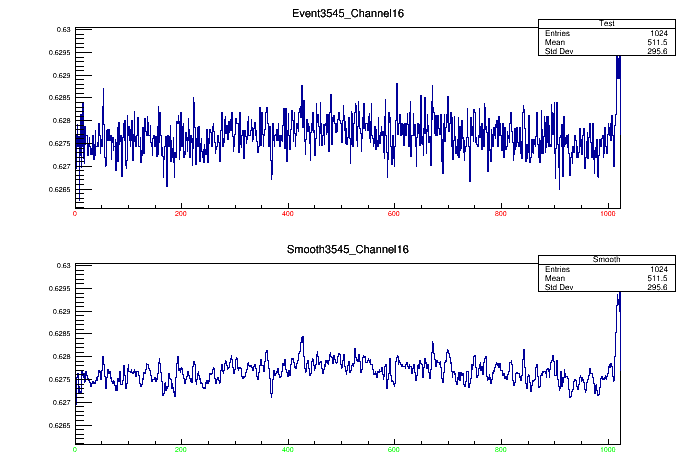 Event3545_Channel16
Test
Entries 1024
Mean 511.5
Std Dev 295.6
0.63
0.6295
0.629
0.6285
0.628
0.6275
0.627
0.6265
0 200 400 600 800 1000
Smooth3545_Channel16
Smooth
Entries 1024
Mean 511.5
Std Dev 295.6
0.63
0.6295
0.629
0.6285
0.628
0.6275
0.627
0.6265
0 200 400 600 800 1000